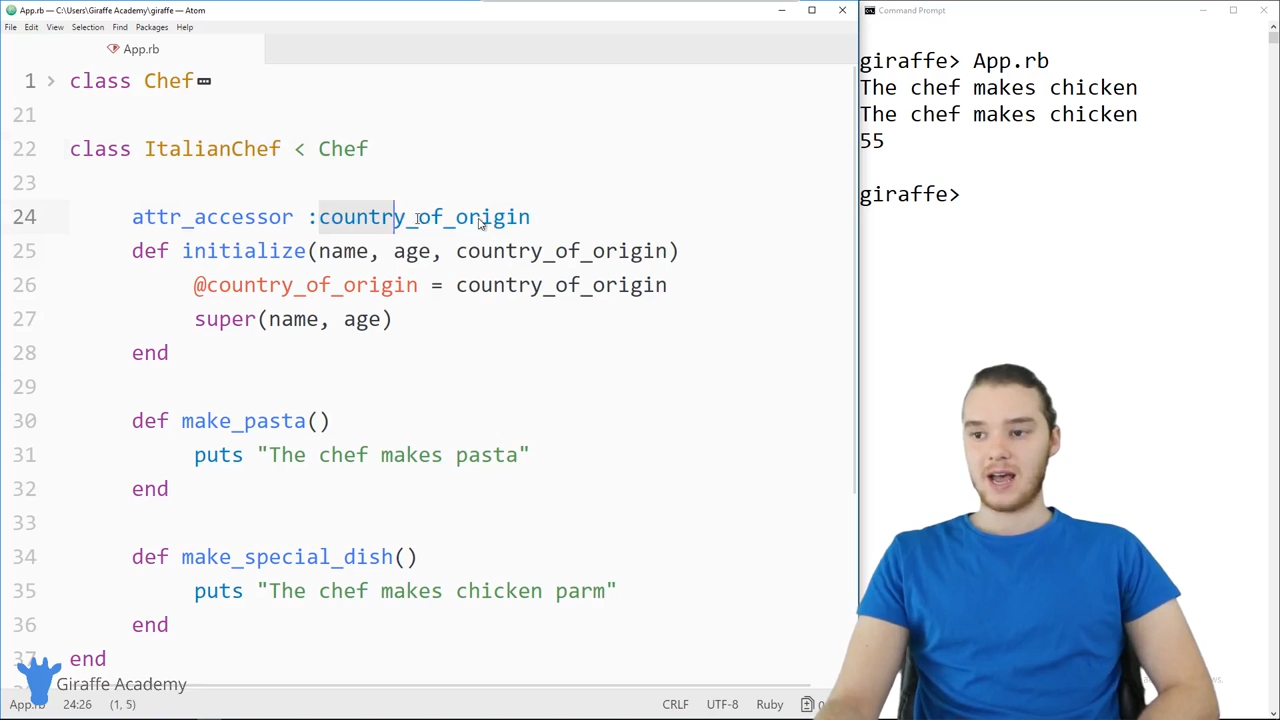 App.rb — C:\Users\Giraffe Academy\giraffe — Atom
File Edit View Selection Find Packages Help
App.rb
1 class Chef
21
22 class ItalianChef < Chef
23
24 attr_accessor :country_of_origin
25 def initialize(name, age, country_of_origin)
26 @country_of_origin = country_of_origin
27 super(name, age)
28 end
29
30 def make_pasta()
31 puts "The chef makes pasta"
32 end
33
34 def make_special_dish()
35 puts "The chef makes chicken parm"
36 end
37 end
Giraffe Academy
App.rb 24:26 (1, 5) CRLF UTF-8 Ruby
Command Prompt
giraffe> App.rb
The chef makes chicken
The chef makes chicken
55
giraffe>